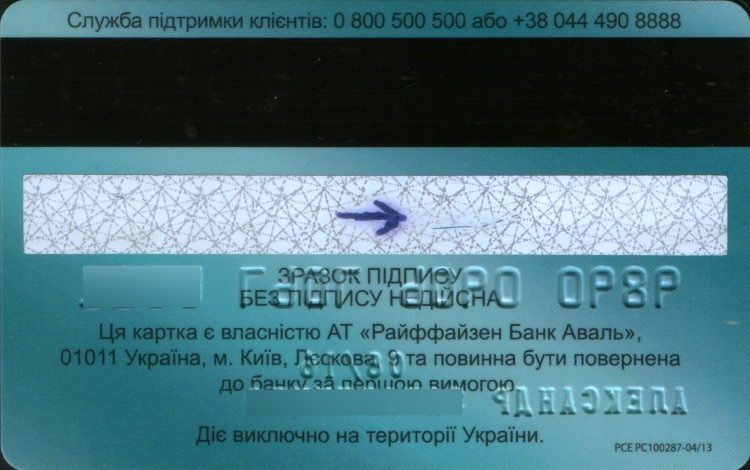 Служба підтримки клієнтів: 0 800 500 500 або +38 044 490 8888
ЗРАЗОК ПІДПИСУ
БЕЗ ПІДПИСУ НЕДІЙСНА
Ця картка є власністю АТ «Райффайзен Банк Аваль»,
01011 Україна, м. Київ, Лєскова, 9 та повинна бути повернена
до банку за першою вимогою.
АЛЕКСАНДР
Діє виключно на території України.
PCE PC100287-04/13